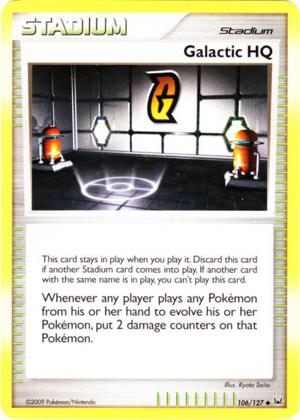 STADIUM
Stadium
Galactic HQ
G
This card stays in play when you play it. Discard this
card if another Stadium card comes into play. If another card
with the same name is in play, you can't play this card.
Whenever any player plays any Pokémon
from his or her hand to evolve his or her
Pokémon, put 2 damage counters on that
Pokémon.
Illus. Ryota Saito
©2009 Pokémon/Nintendo
106/127